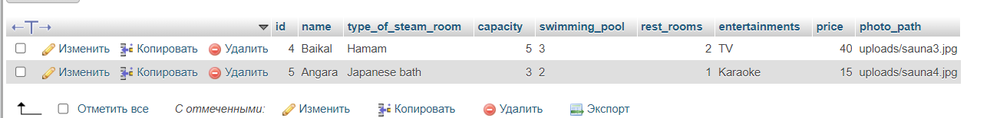 id name type_of_steam_room capacity swimming_pool rest_rooms entertainments price photo_path
Изменить Копировать Удалить 4 Baikal Hamam 5 3 2 TV 40 uploads/sauna3.jpg
Изменить Копировать Удалить 5 Angara Japanese bath 3 2 1 Karaoke 15 uploads/sauna4.jpg
Отметить все С отмеченными: Изменить Копировать Удалить Экспорт